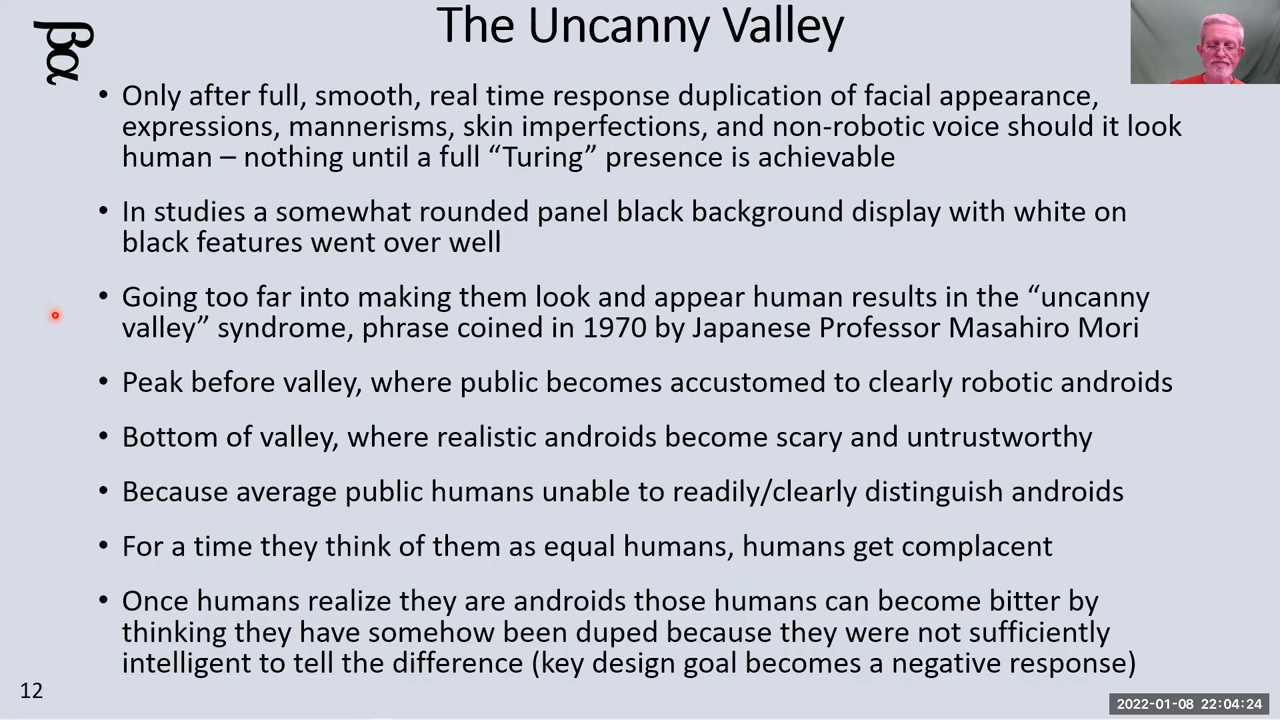 The Uncanny Valley
βα
• Only after full, smooth, real time response duplication of facial appearance,
expressions, mannerisms, skin imperfections, and non-robotic voice should it look
human – nothing until a full “Turing” presence is achievable
• In studies a somewhat rounded panel black background display with white on
black features went over well
• Going too far into making them look and appear human results in the “uncanny
valley” syndrome, phrase coined in 1970 by Japanese Professor Masahiro Mori
• Peak before valley, where public becomes accustomed to clearly robotic androids
• Bottom of valley, where realistic androids become scary and untrustworthy
• Because average public humans unable to readily/clearly distinguish androids
• For a time they think of them as equal humans, humans get complacent
• Once humans realize they are androids those humans can become bitter by
thinking they have somehow been duped because they were not sufficiently
intelligent to tell the difference (key design goal becomes a negative response)
12
2022-01-08 22:04:24